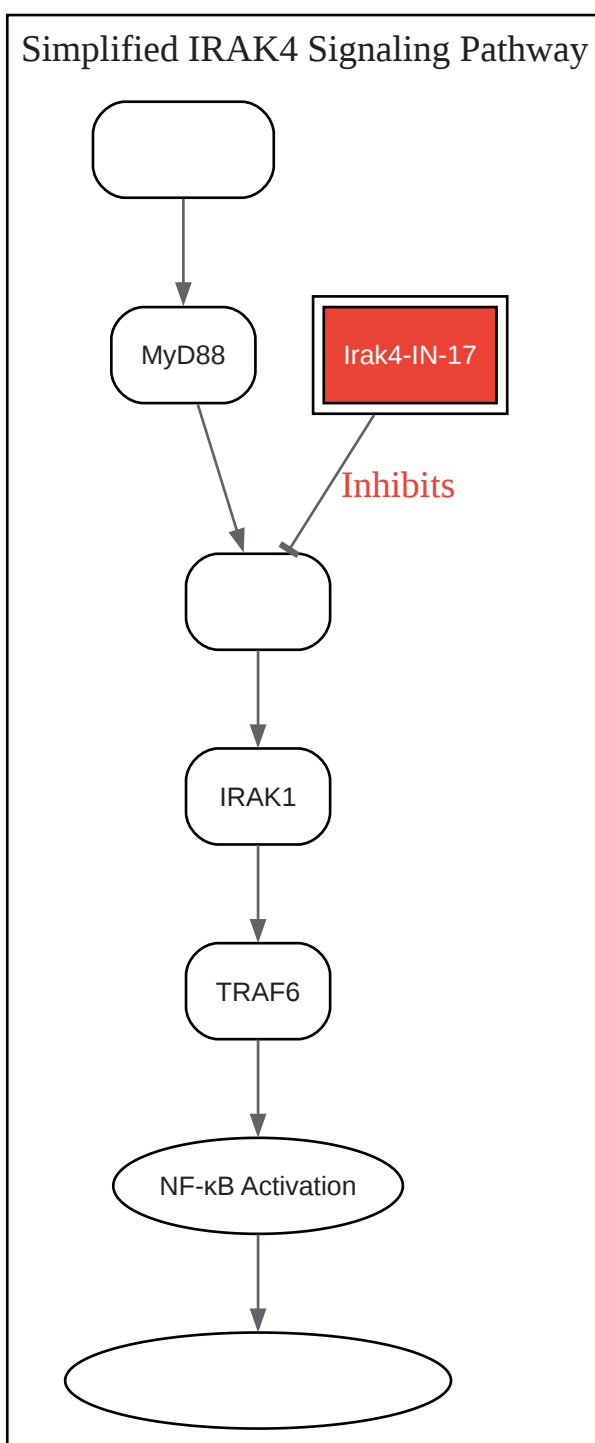 Simplified IRAK4 Signaling Pathway
MyD88
Irak4-IN-17
Inhibits
IRAK1
TRAF6
NF-κB Activation